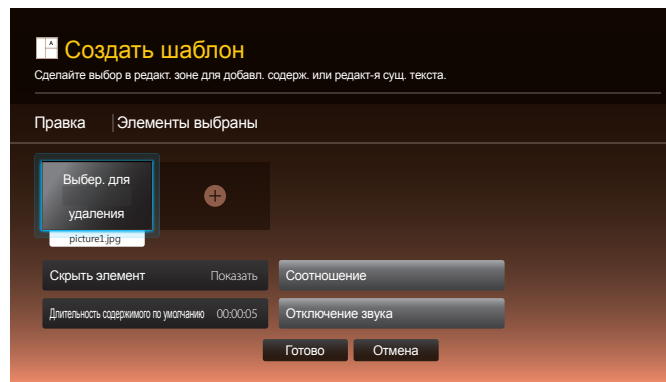 A
Создать шаблон
Сделайте выбор в редакт. зоне для добавл. содерж. или редакт-я сущ. текста.
Правка Элементы выбраны
Выбер. для
удаления
picture1.jpg
Скрыть элемент Показать Соотношение
Длительность содержимого по умолчанию 00:00:05 Отключение звука
Готово Отмена